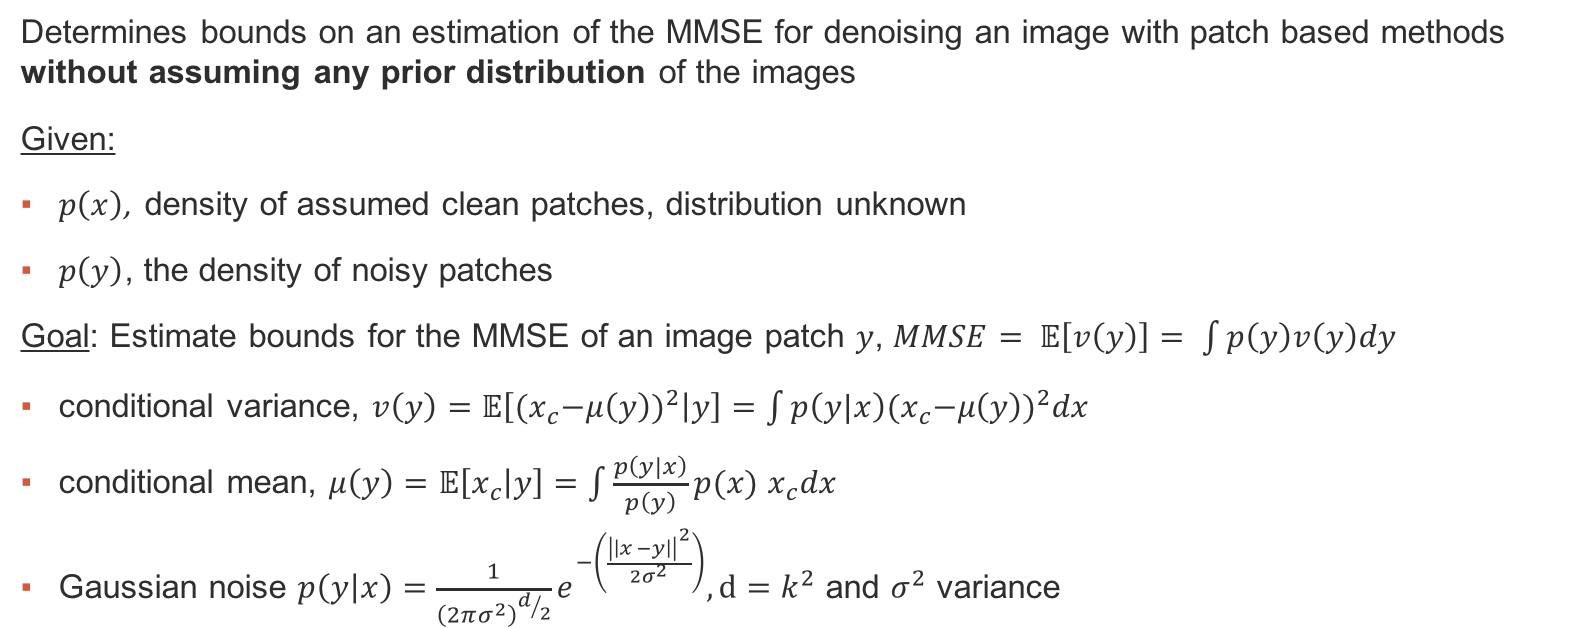 Determines bounds on an estimation of the MMSE for denoising an image with patch based methods
without assuming any prior distribution of the images
Given:
▪ p(x), density of assumed clean patches, distribution unknown
▪ p(y), the density of noisy patches
Goal: Estimate bounds for the MMSE of an image patch y, MMSE = 𝔼[v(y)] = ∫ p(y)v(y)dy
▪ conditional variance, v(y) = 𝔼[(x_c−μ(y))²|y] = ∫ p(y|x)(x_c−μ(y))²dx
▪ conditional mean, μ(y) = 𝔼[x_c|y] = ∫ \frac{p(y|x)}{p(y)} p(x) x_c dx
▪ Gaussian noise p(y|x) = \frac{1}{(2πσ²)^{d/2}} e^{−(\frac{||x−y||²}{2σ²})}, d = k² and σ² variance